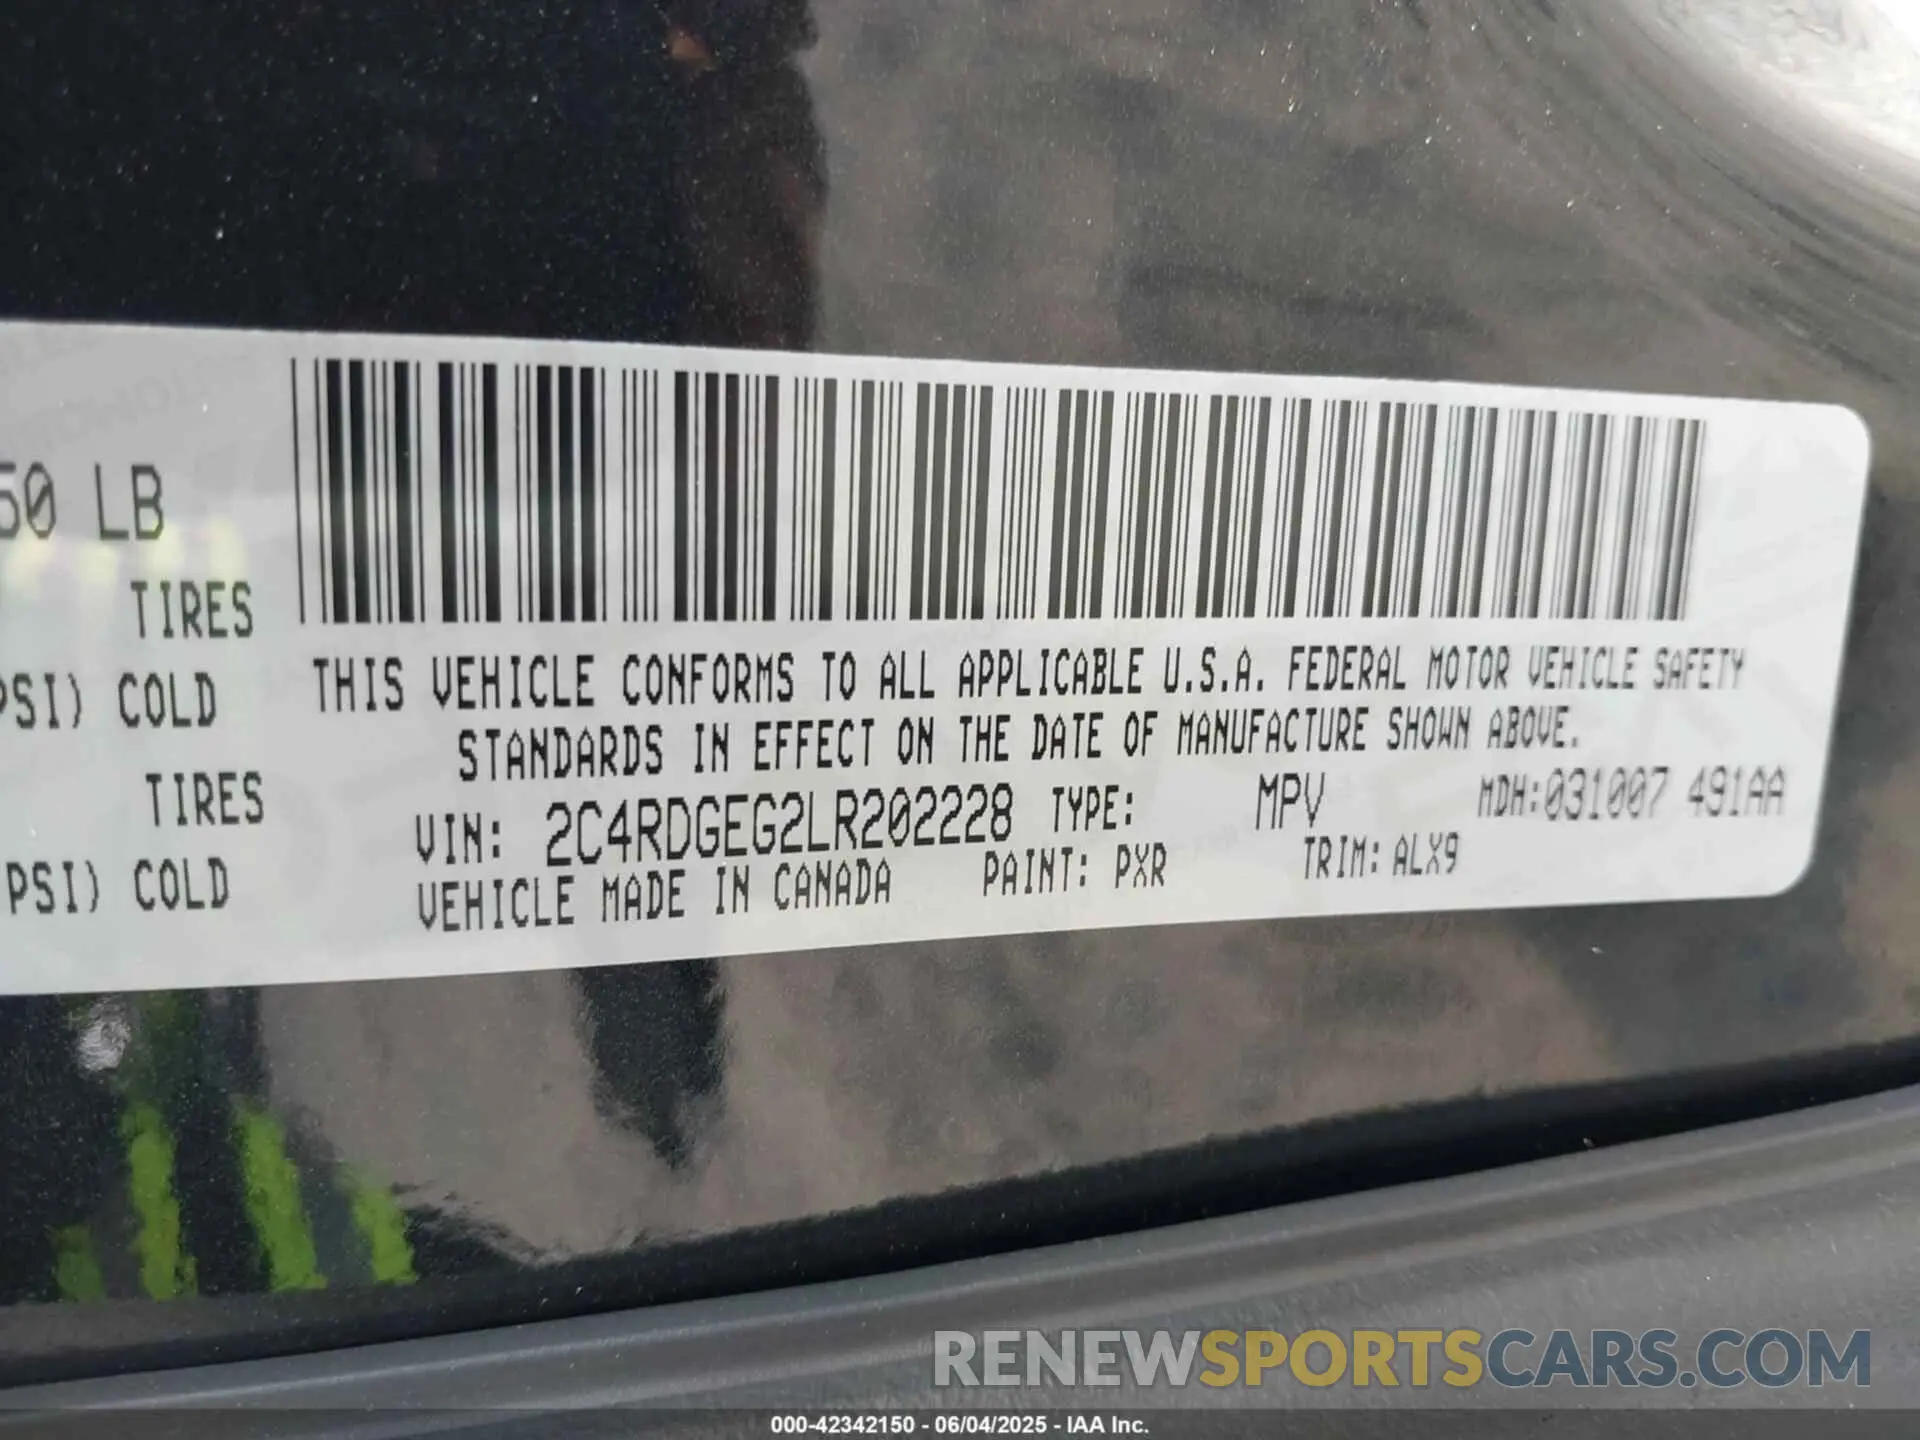 50 LB
TIRES
PSI) COLD
TIRES
PSI) COLD
THIS VEHICLE CONFORMS TO ALL APPLICABLE U.S.A. FEDERAL MOTOR VEHICLE SAFETY
STANDARDS IN EFFECT ON THE DATE OF MANUFACTURE SHOWN ABOVE.
VIN: 2C4RDGEG2LR202228 TYPE: MPV MDH:031007 491AA
VEHICLE MADE IN CANADA PAINT: PXR TRIM: ALX9
RENEWSPORTSCARS.COM
000-42342150 - 06/04/2025 - IAA Inc.